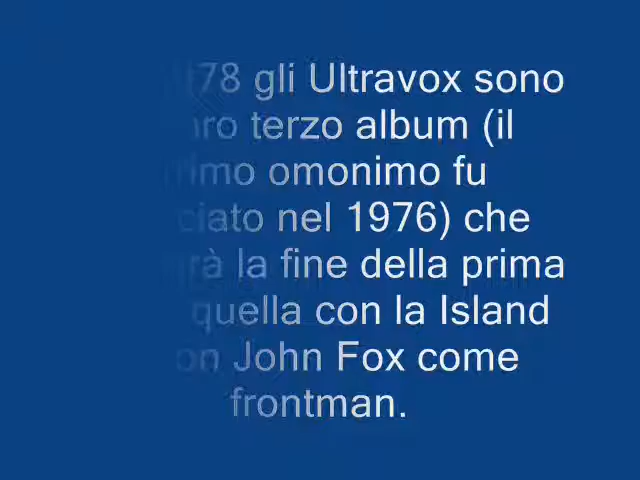 78 gli Ultravox sono
terzo album (il
omonimo fu
nel 1976) che
la fine della prima
quella con la Island
John Fox come
frontman.